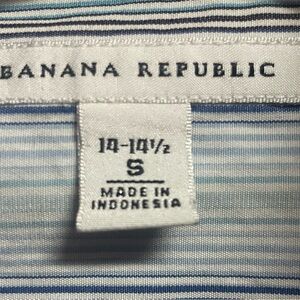 BANANA REPUBLIC
14-14½
S
MADE IN
INDONESIA